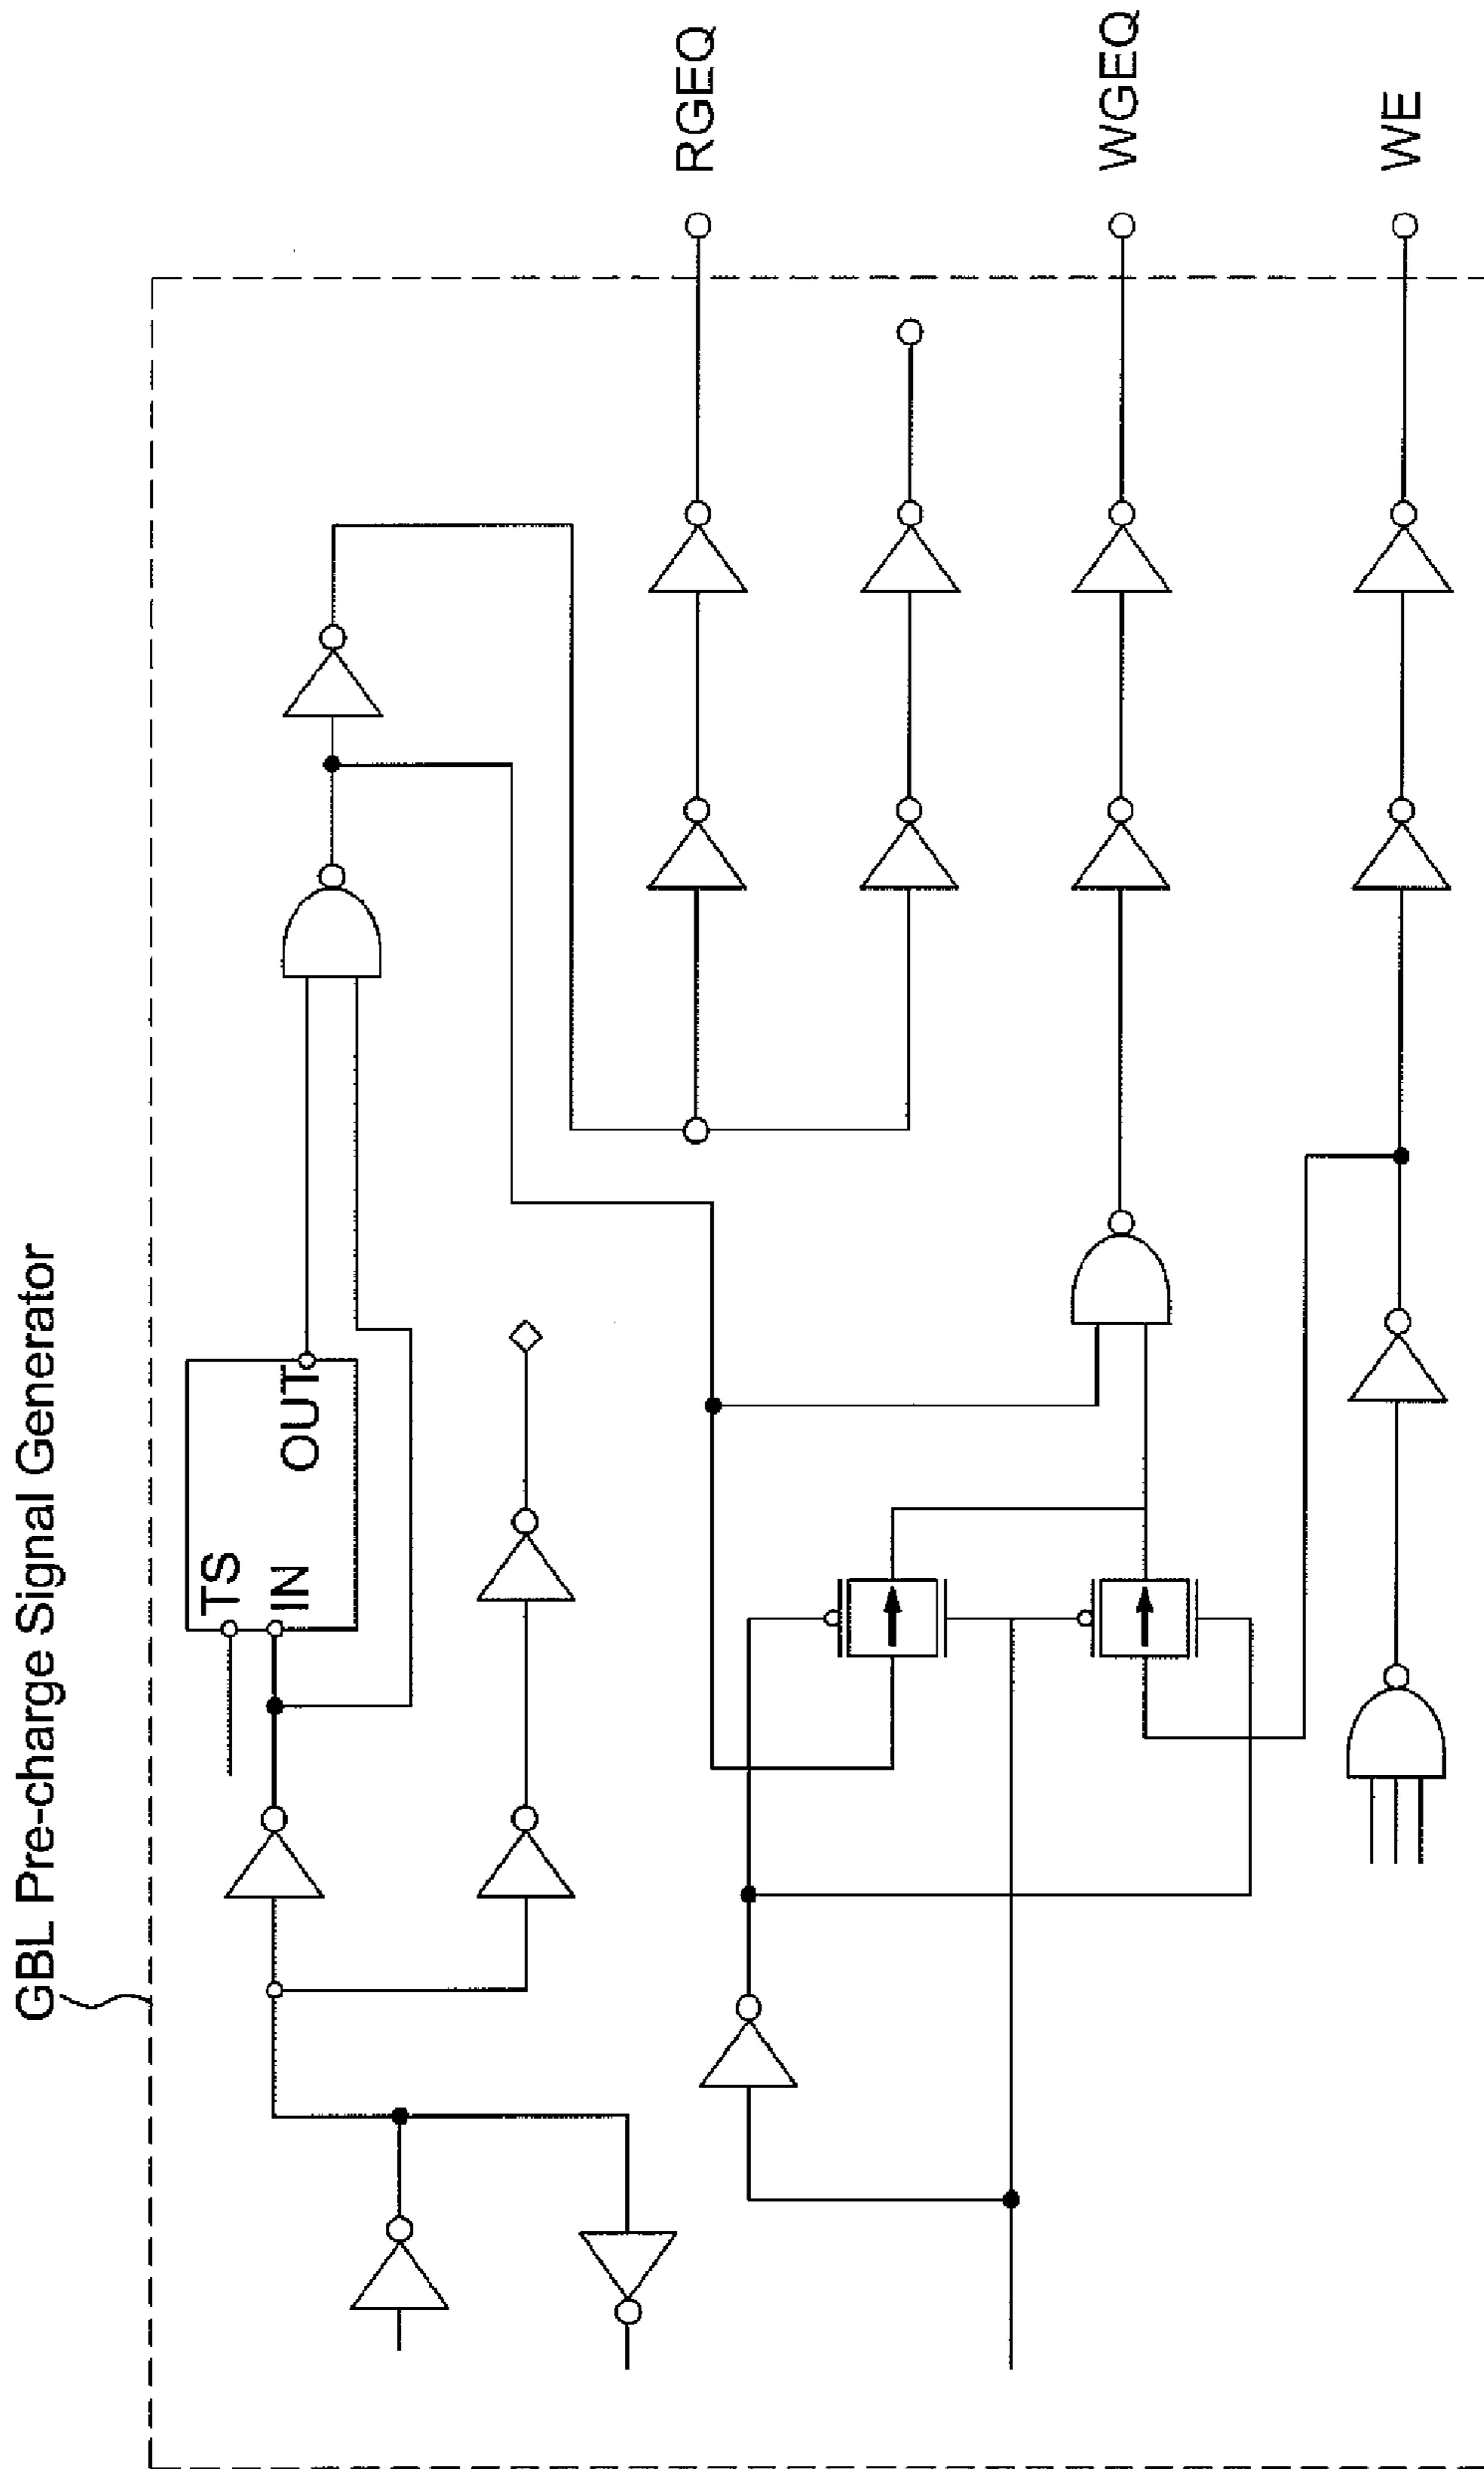 GBL Pre-charge Signal Generator
TS
IN
OUT
RGEQ
WGEQ
WE